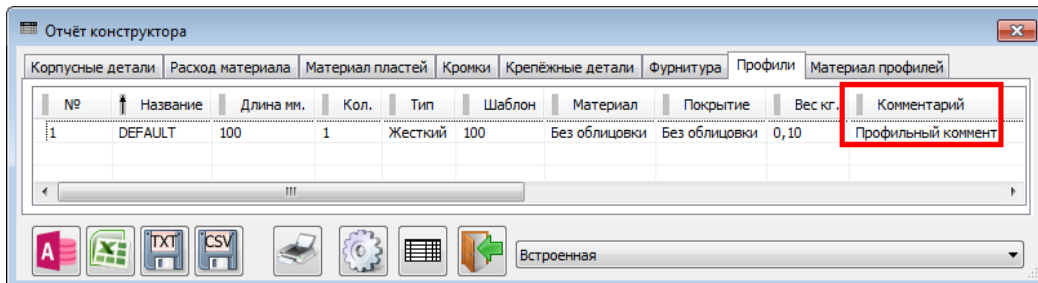 Отчёт конструктора
Корпусные детали Расход материала Материал пластей Кромки Крепёжные детали Фурнитура Профили Материал профилей
№ Название Длина мм. Кол. Тип Шаблон Материал Покрытие Вес кг. Комментарий
1 DEFAULT 100 1 Жесткий 100 Без облицовки Без облицовки 0,10 Профильный коммент
A X TXT CSV Встроенная